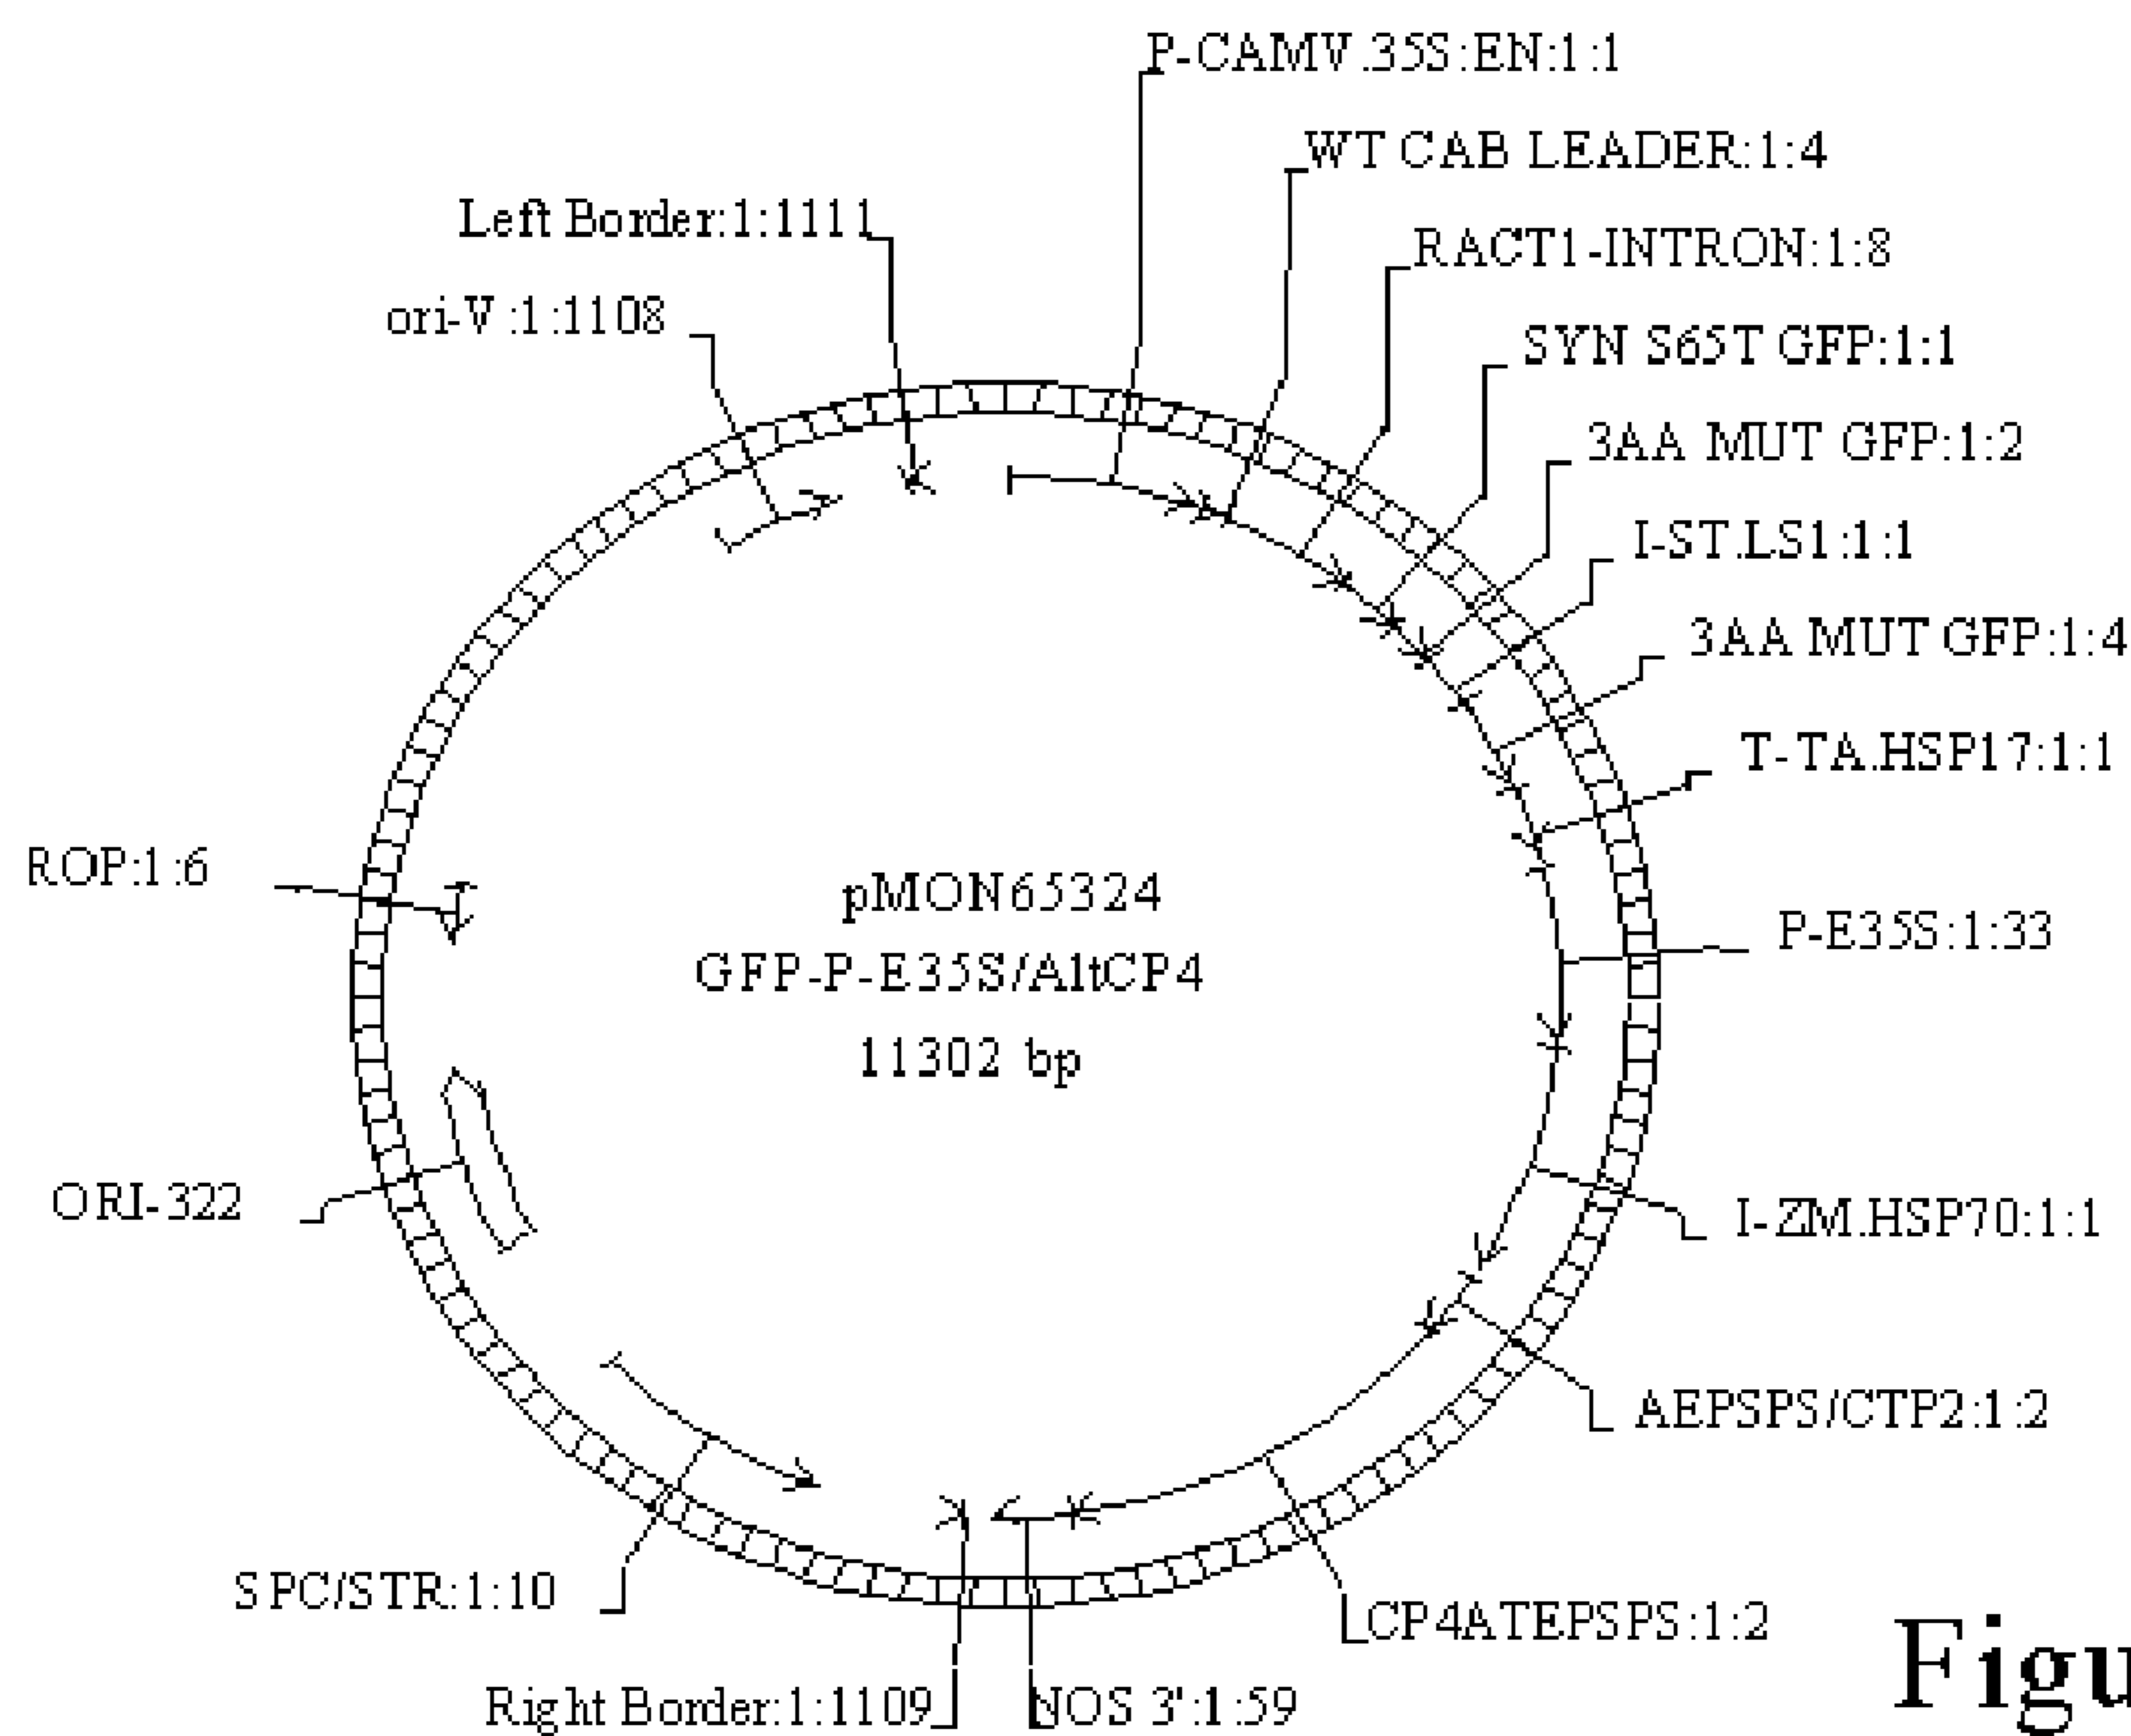 P-CAMV.35S:EN:1:1
WT CAB LEADER:1:4
Left Border:1:1111
RACT1-INTRON:1:8
ori-V:1:1108
SYN S65T GFP:1:1
3AA MUT GFP:1:2
I-ST.LS1:1:1
3AA MUT GFP:1:4
T-TA.HSP17:1:1
ROP:1:6
pMON65324
GFP-P-E35S/AltCP4
11302 bp
P-E35S:1:33
ORI-322
I-ZM.HSP70:1:1
AEPSPS/CTP2:1:2
SPC/STR:1:10
CP4ATEPSPS:1:2
Right Border:1:1109
NOS 3':1:59
Figu